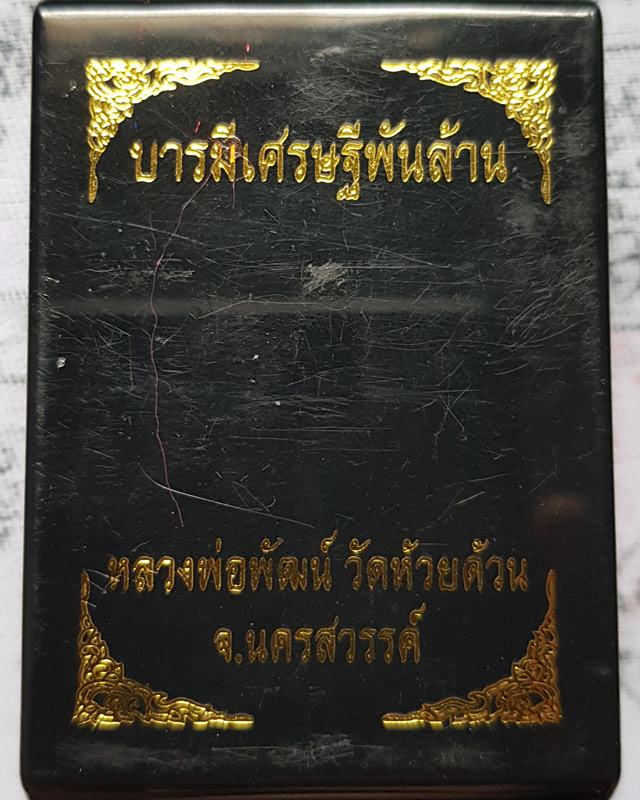 บารมีเศรษฐีพันล้าน
หลวงพ่อพัฒน์ วัดห้วยด้วน
จ.นครสวรรค์